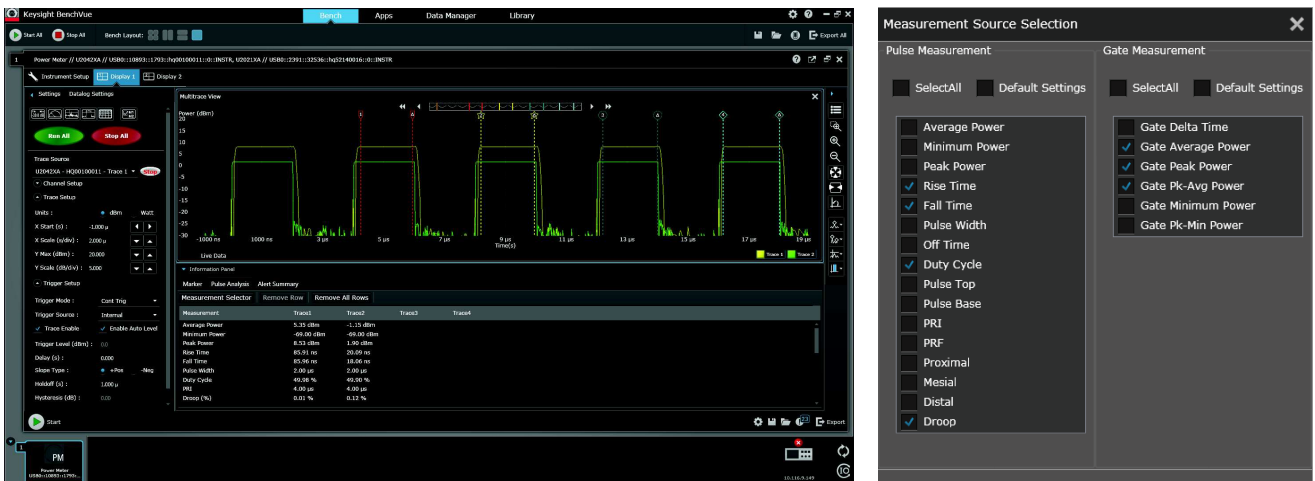 Keysight BenchVue
Bench Apps Data Manager Library
Start All Stop All Bench Layout: Export All
1 Power Meter // U2042XA // USB0::10893::1793::hq00100011::0::INSTR, U2021XA // USB0::2391::32536::hq52140016::0::INSTR
Instrument Setup Display 1 Display 2
Settings Datalog Settings
Run All Stop All
Trace Source
U2042XA - HQ00100011 - Trace 1 Stop
Channel Setup
Trace Setup
Units : dBm Watt
X Start (s) : -1.000 µ
X Scale (s/div) : 2.000 µ
Y Max (dBm) : 20.000
Y Scale (dB/div) : 5.000
Trigger Setup
Trigger Mode : Cont Trig
Trigger Source : Internal
Trace Enable Enable Auto Level
Trigger Level (dBm) : 0.0
Delay (s) : 0.000
Slope Type : +Pos -Neg
Holdoff (s) : 1.000 µ
Hysteresis (dB) : 0.00
Start
Multitrace View
Power (dBm)
20
15
10
5
0
-5
-10
-15
-20
-25
-30
-1000 ns 1000 ns 3 µs 5 µs 7 µs 9 µs 11 µs 13 µs 15 µs 17 µs 19 µs
Time(s)
Live Data
Trace 1 Trace 2
Information Panel
Marker Pulse Analysis Alert Summary
Measurement Selector Remove Row Remove All Rows
Measurement Trace1 Trace2 Trace3 Trace4
Average Power 5.35 dBm -1.15 dBm
Minimum Power -69.00 dBm -69.00 dBm
Peak Power 8.53 dBm 1.90 dBm
Rise Time 85.91 ns 20.09 ns
Fall Time 85.96 ns 18.06 ns
Pulse Width 2.00 µs 2.00 µs
Duty Cycle 49.98 % 49.90 %
PRI 4.00 µs 4.00 µs
Droop (%) 0.01 % 0.12 %
23 Export
1
PM
Power Meter
USB0::10893::1793:...
10.116.9.149
Measurement Source Selection
Pulse Measurement
SelectAll Default Settings
Average Power
Minimum Power
Peak Power
Rise Time
Fall Time
Pulse Width
Off Time
Duty Cycle
Pulse Top
Pulse Base
PRI
PRF
Proximal
Mesial
Distal
Droop
Gate Measurement
SelectAll Default Settings
Gate Delta Time
Gate Average Power
Gate Peak Power
Gate Pk-Avg Power
Gate Minimum Power
Gate Pk-Min Power